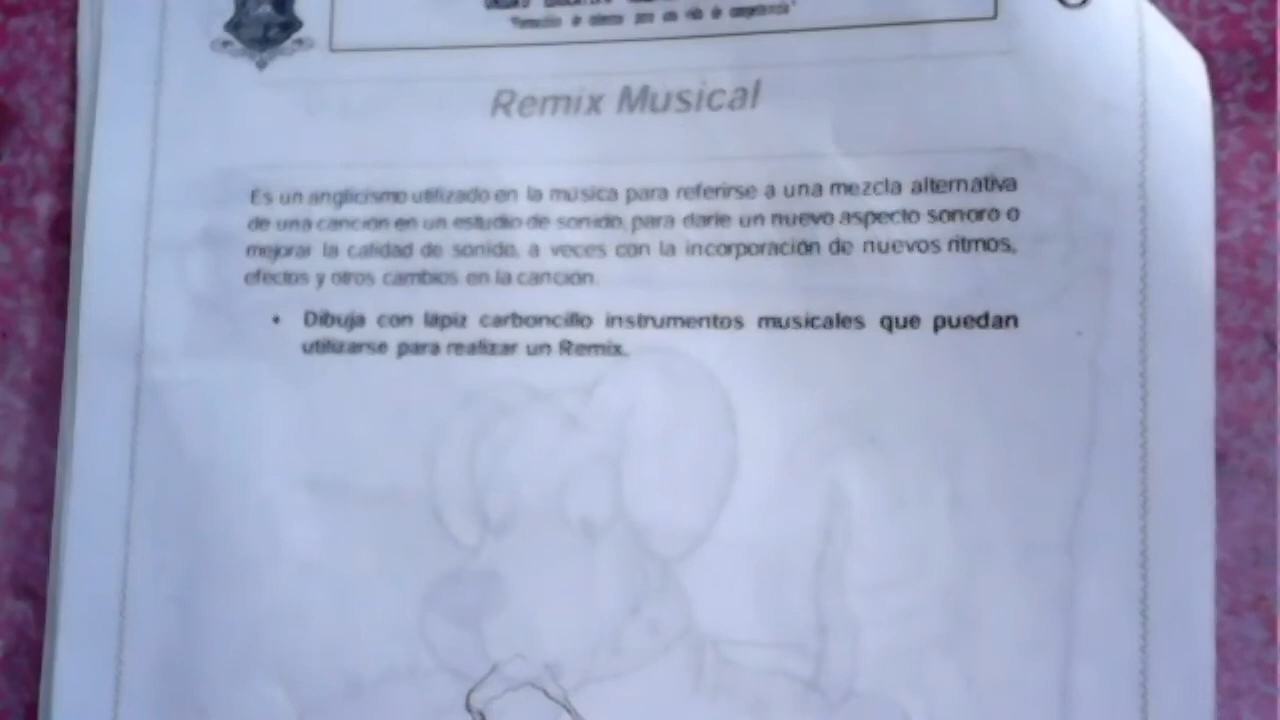 Remix Musical
Es un anglicismo utilizado en la música para referirse a una mezcla alternativa
de una canción en un estudio de sonido, para darle un nuevo aspecto sonoro o
mejorar la calidad de sonido, a veces con la incorporación de nuevos ritmos,
efectos y otros cambios en la canción.
• Dibuja con lápiz carboncillo instrumentos musicales que puedan
utilizarse para realizar un Remix.